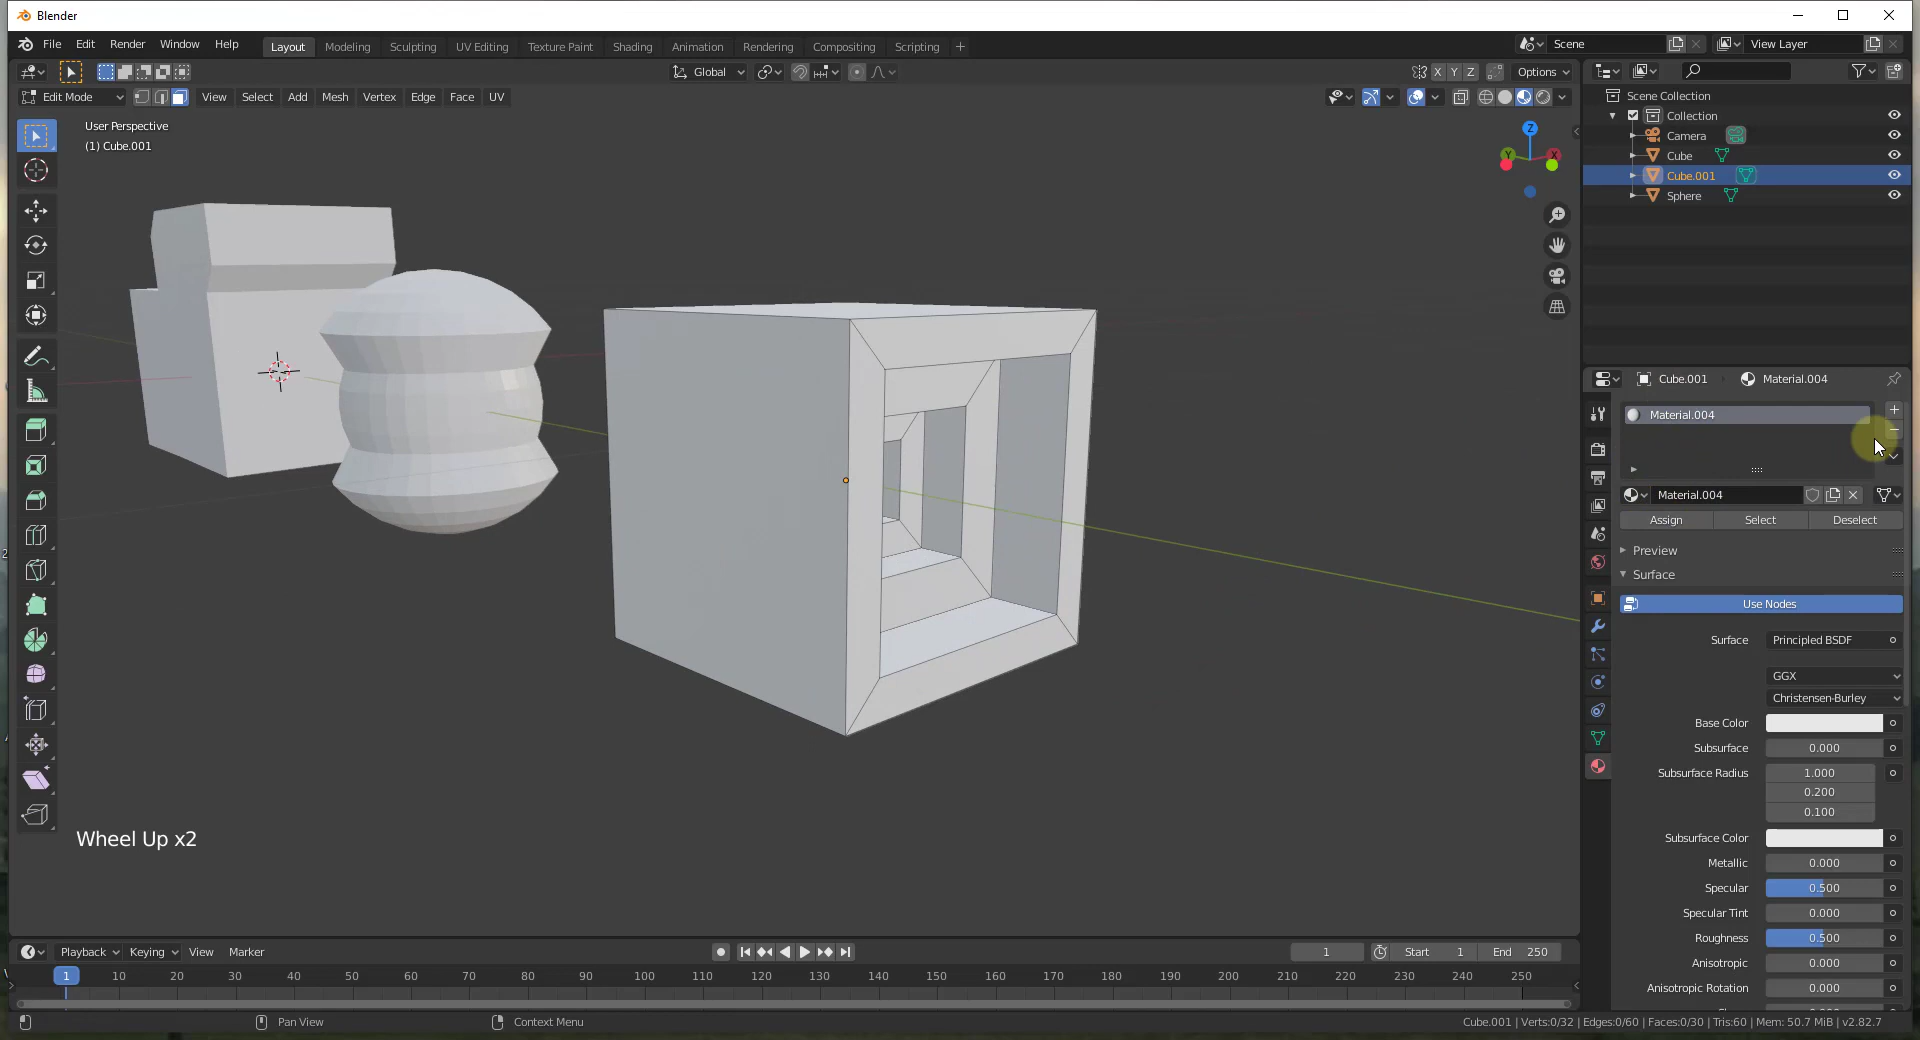 Blender
File Edit Render Window Help Layout Modeling Sculpting UV Editing Texture Paint Shading Animation Rendering Compositing Scripting + Scene View Layer
Global X Y Z Options
Edit Mode View Select Add Mesh Vertex Edge Face UV
User Perspective
(1) Cube.001
Z
Y X
Wheel Up x2
Scene Collection
Collection
Camera
Cube
Cube.001
Sphere
Cube.001 › Material.004
Material.004
Material.004
Assign Select Deselect
Preview
Surface
Use Nodes
Surface Principled BSDF
GGX
Christensen-Burley
Base Color
Subsurface 0.000
Subsurface Radius 1.000
0.200
0.100
Subsurface Color
Metallic 0.000
Specular 0.500
Specular Tint 0.000
Roughness 0.500
Anisotropic 0.000
Anisotropic Rotation 0.000
Playback Keying View Marker 1 Start 1 End 250
1 10 20 30 40 50 60 70 80 90 100 110 120 130 140 150 160 170 180 190 200 210 220 230 240 250
Pan View Context Menu Cube.001 | Verts:0/32 | Edges:0/60 | Faces:0/30 | Tris:60 | Mem: 50.7 MiB | v2.82.7